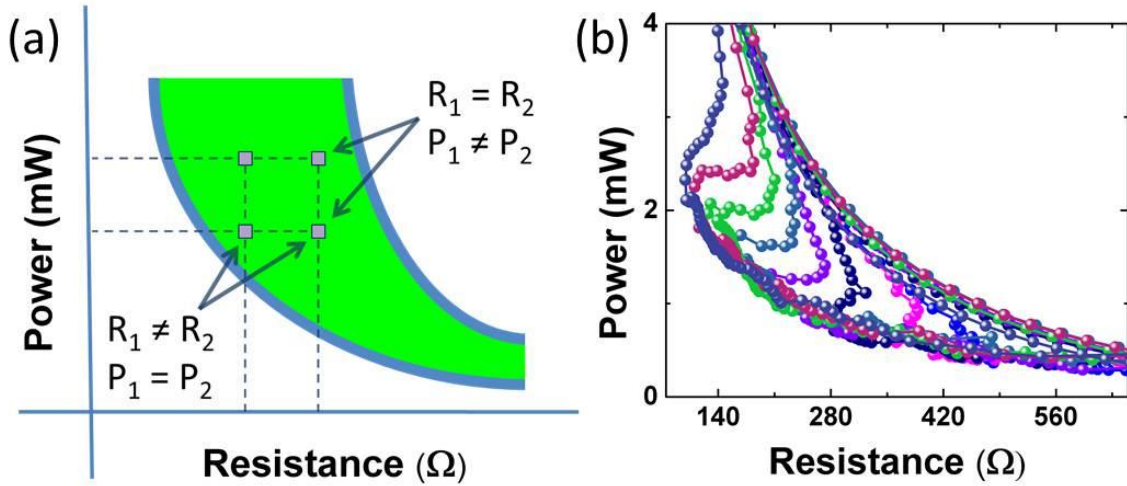 (a)
Power (mW)
R₁ = R₂
P₁ ≠ P₂
R₁ ≠ R₂
P₁ = P₂
Resistance (Ω)
(b)
Power (mW)
4
2
0
140 280 420 560
Resistance (Ω)